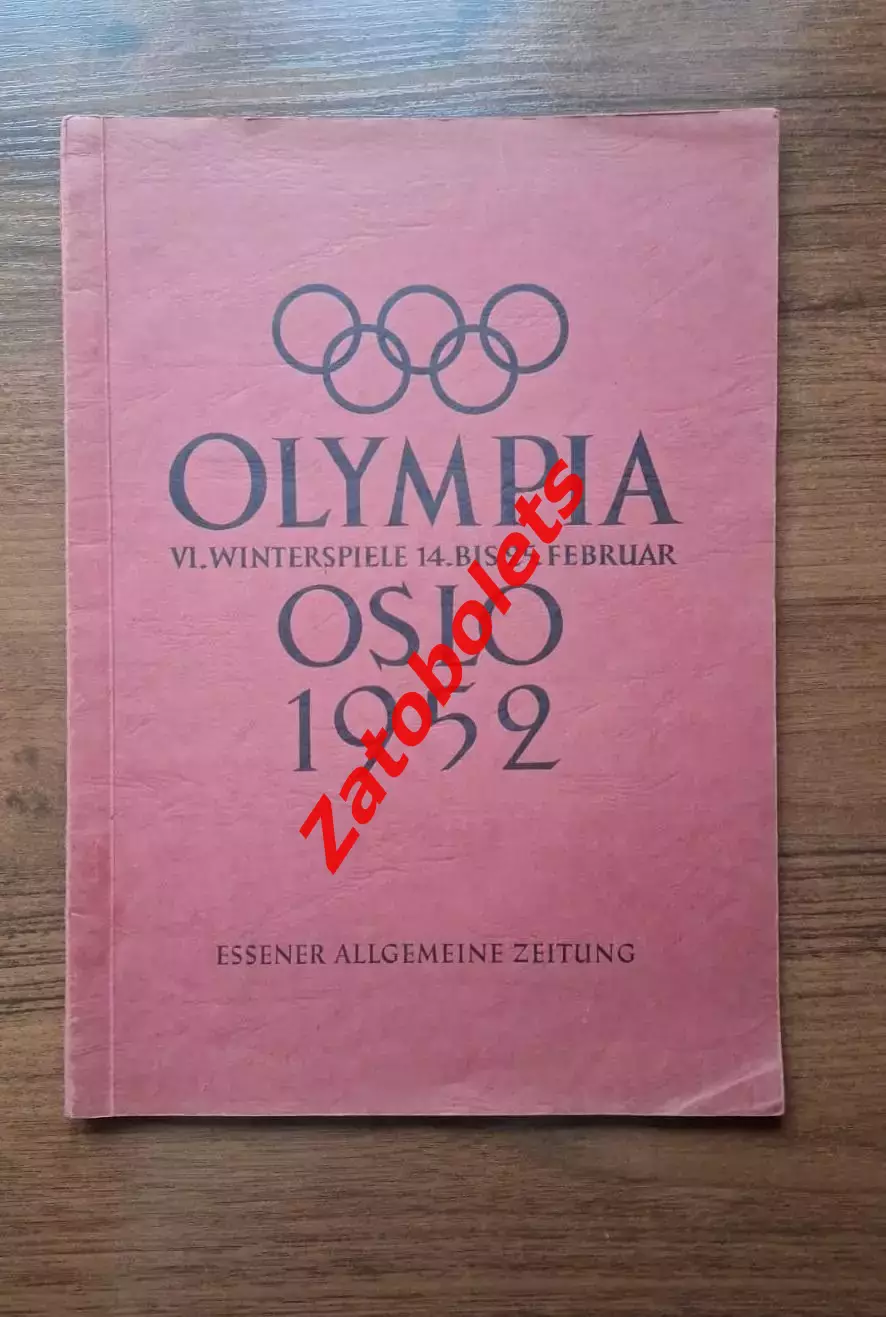 OLYMPIA
VI. WINTERSPIELE 14. BIS FEBRUAR
OSLO
1952
Zatobolets
ESSENER ALLGEMEINE ZEITUNG